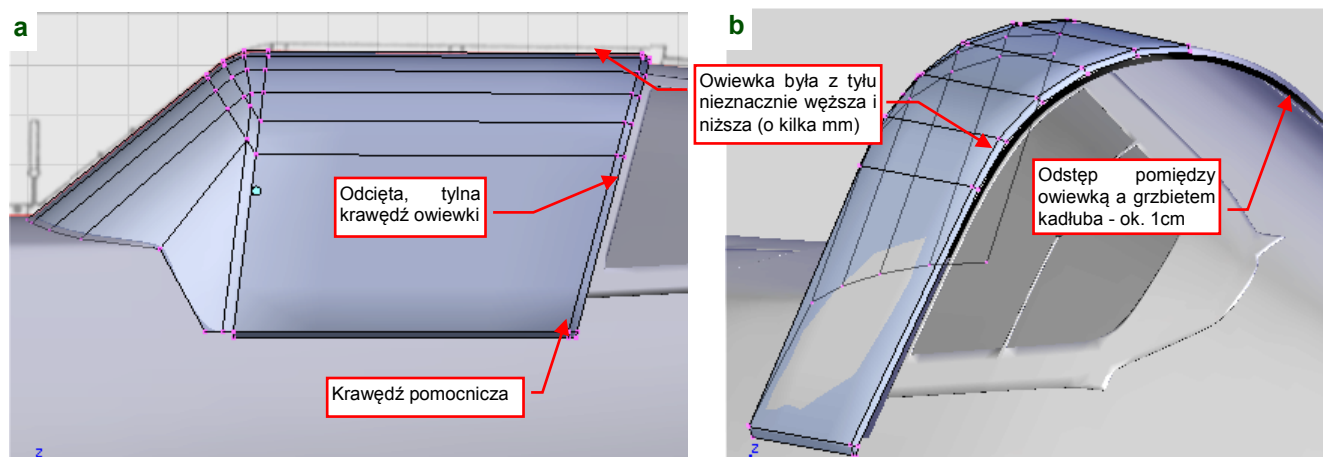 a
Odcięta, tylna
krawędź owiewki
Krawędź pomocnicza
z
b
Owiewka była z tyłu
nieznacznie węższa i
niższa (o kilka mm)
Odstęp pomiędzy
owiewką a grzbietem
kadłuba - ok. 1cm
z